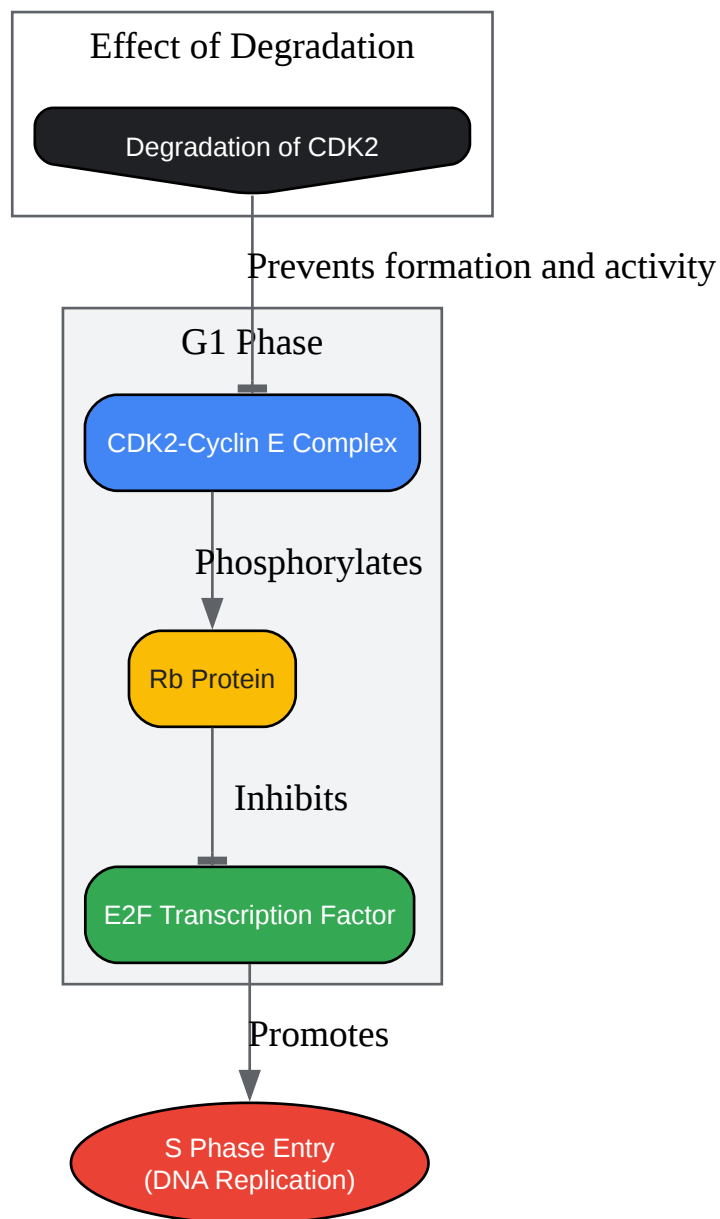 Effect of Degradation
Degradation of CDK2
Prevents formation and activity
G1 Phase
CDK2-Cyclin E Complex
Phosphorylates
Rb Protein
Inhibits
E2F Transcription Factor
Promotes
S Phase Entry
(DNA Replication)